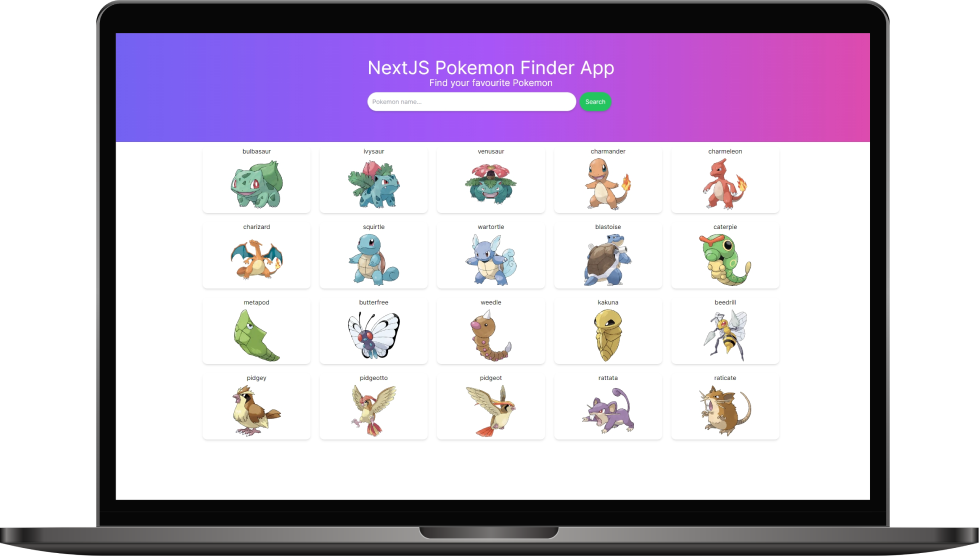 NextJS Pokemon Finder App
Find your favourite Pokemon
Pokemon name...
Search
bulbasaur
ivysaur
venusaur
charmander
charmeleon
charizard
squirtle
wartortle
blastoise
caterpie
metapod
butterfree
weedle
kakuna
beedrill
pidgey
pidgeotto
pidgeot
rattata
raticate